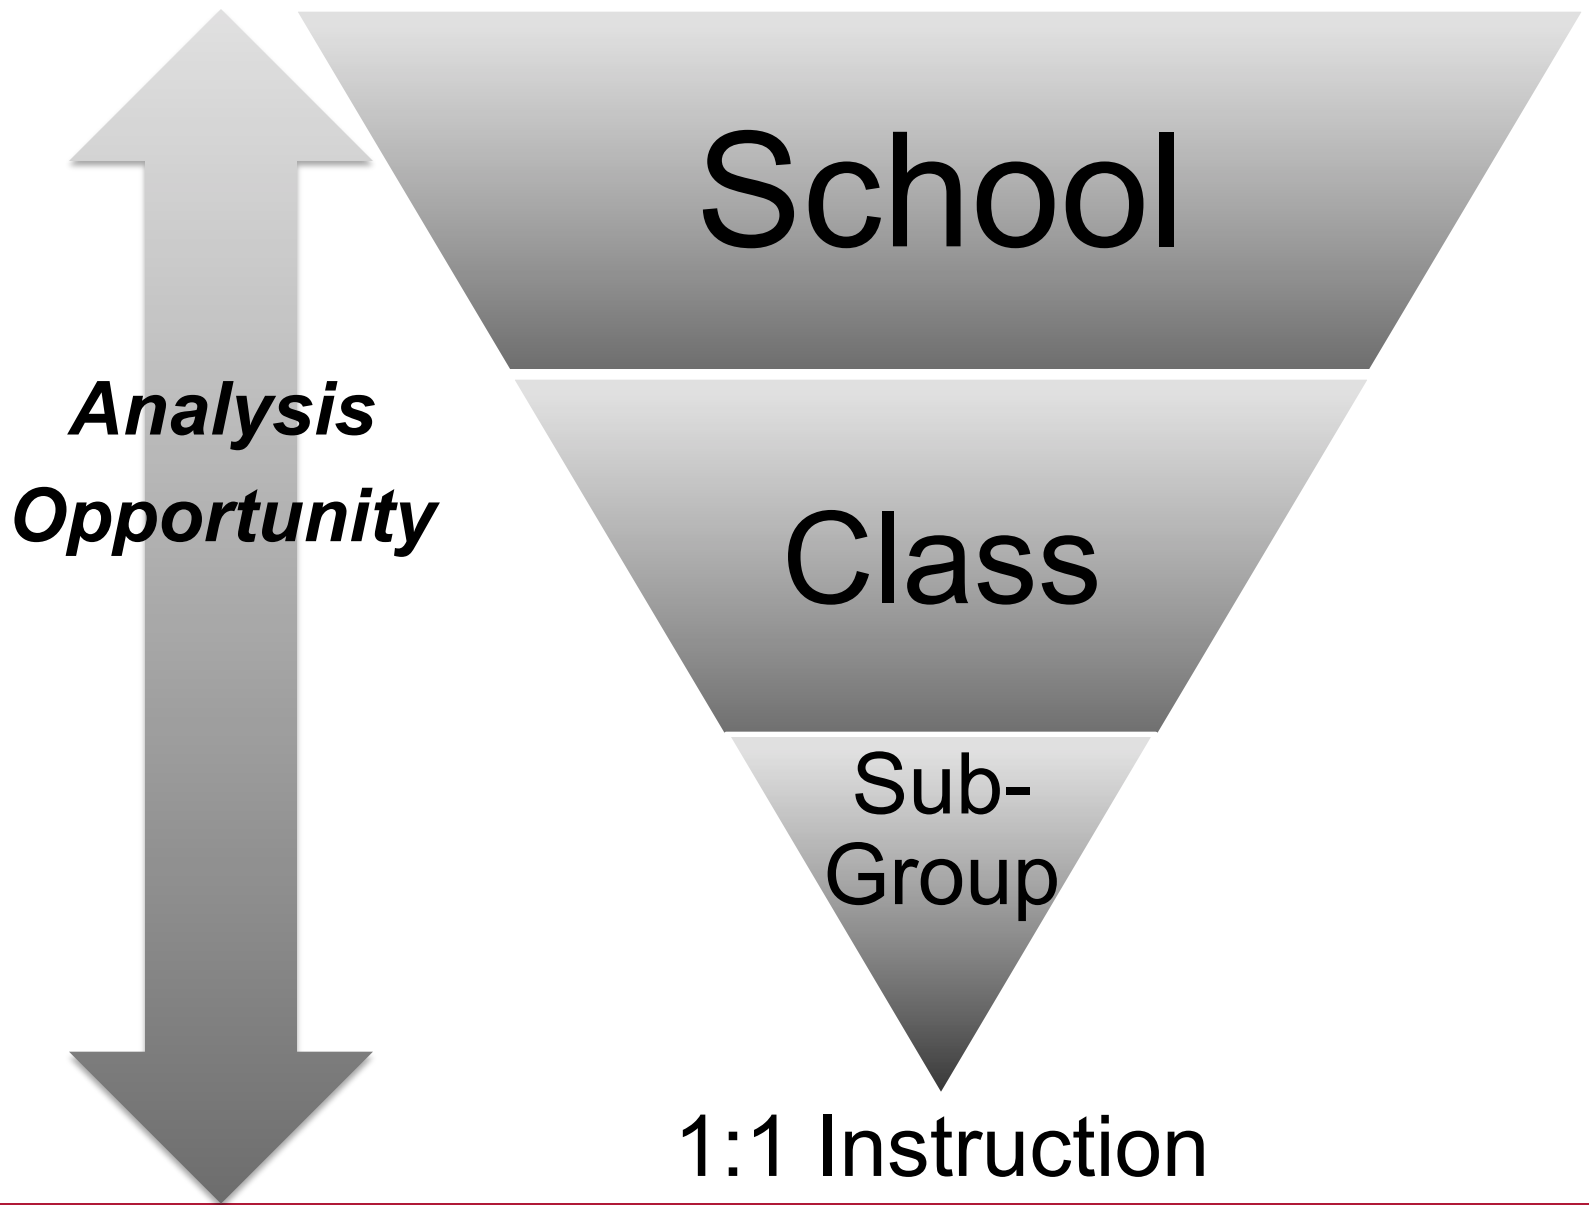 School
Analysis
Opportunity
Class
Sub-
Group
1:1 Instruction